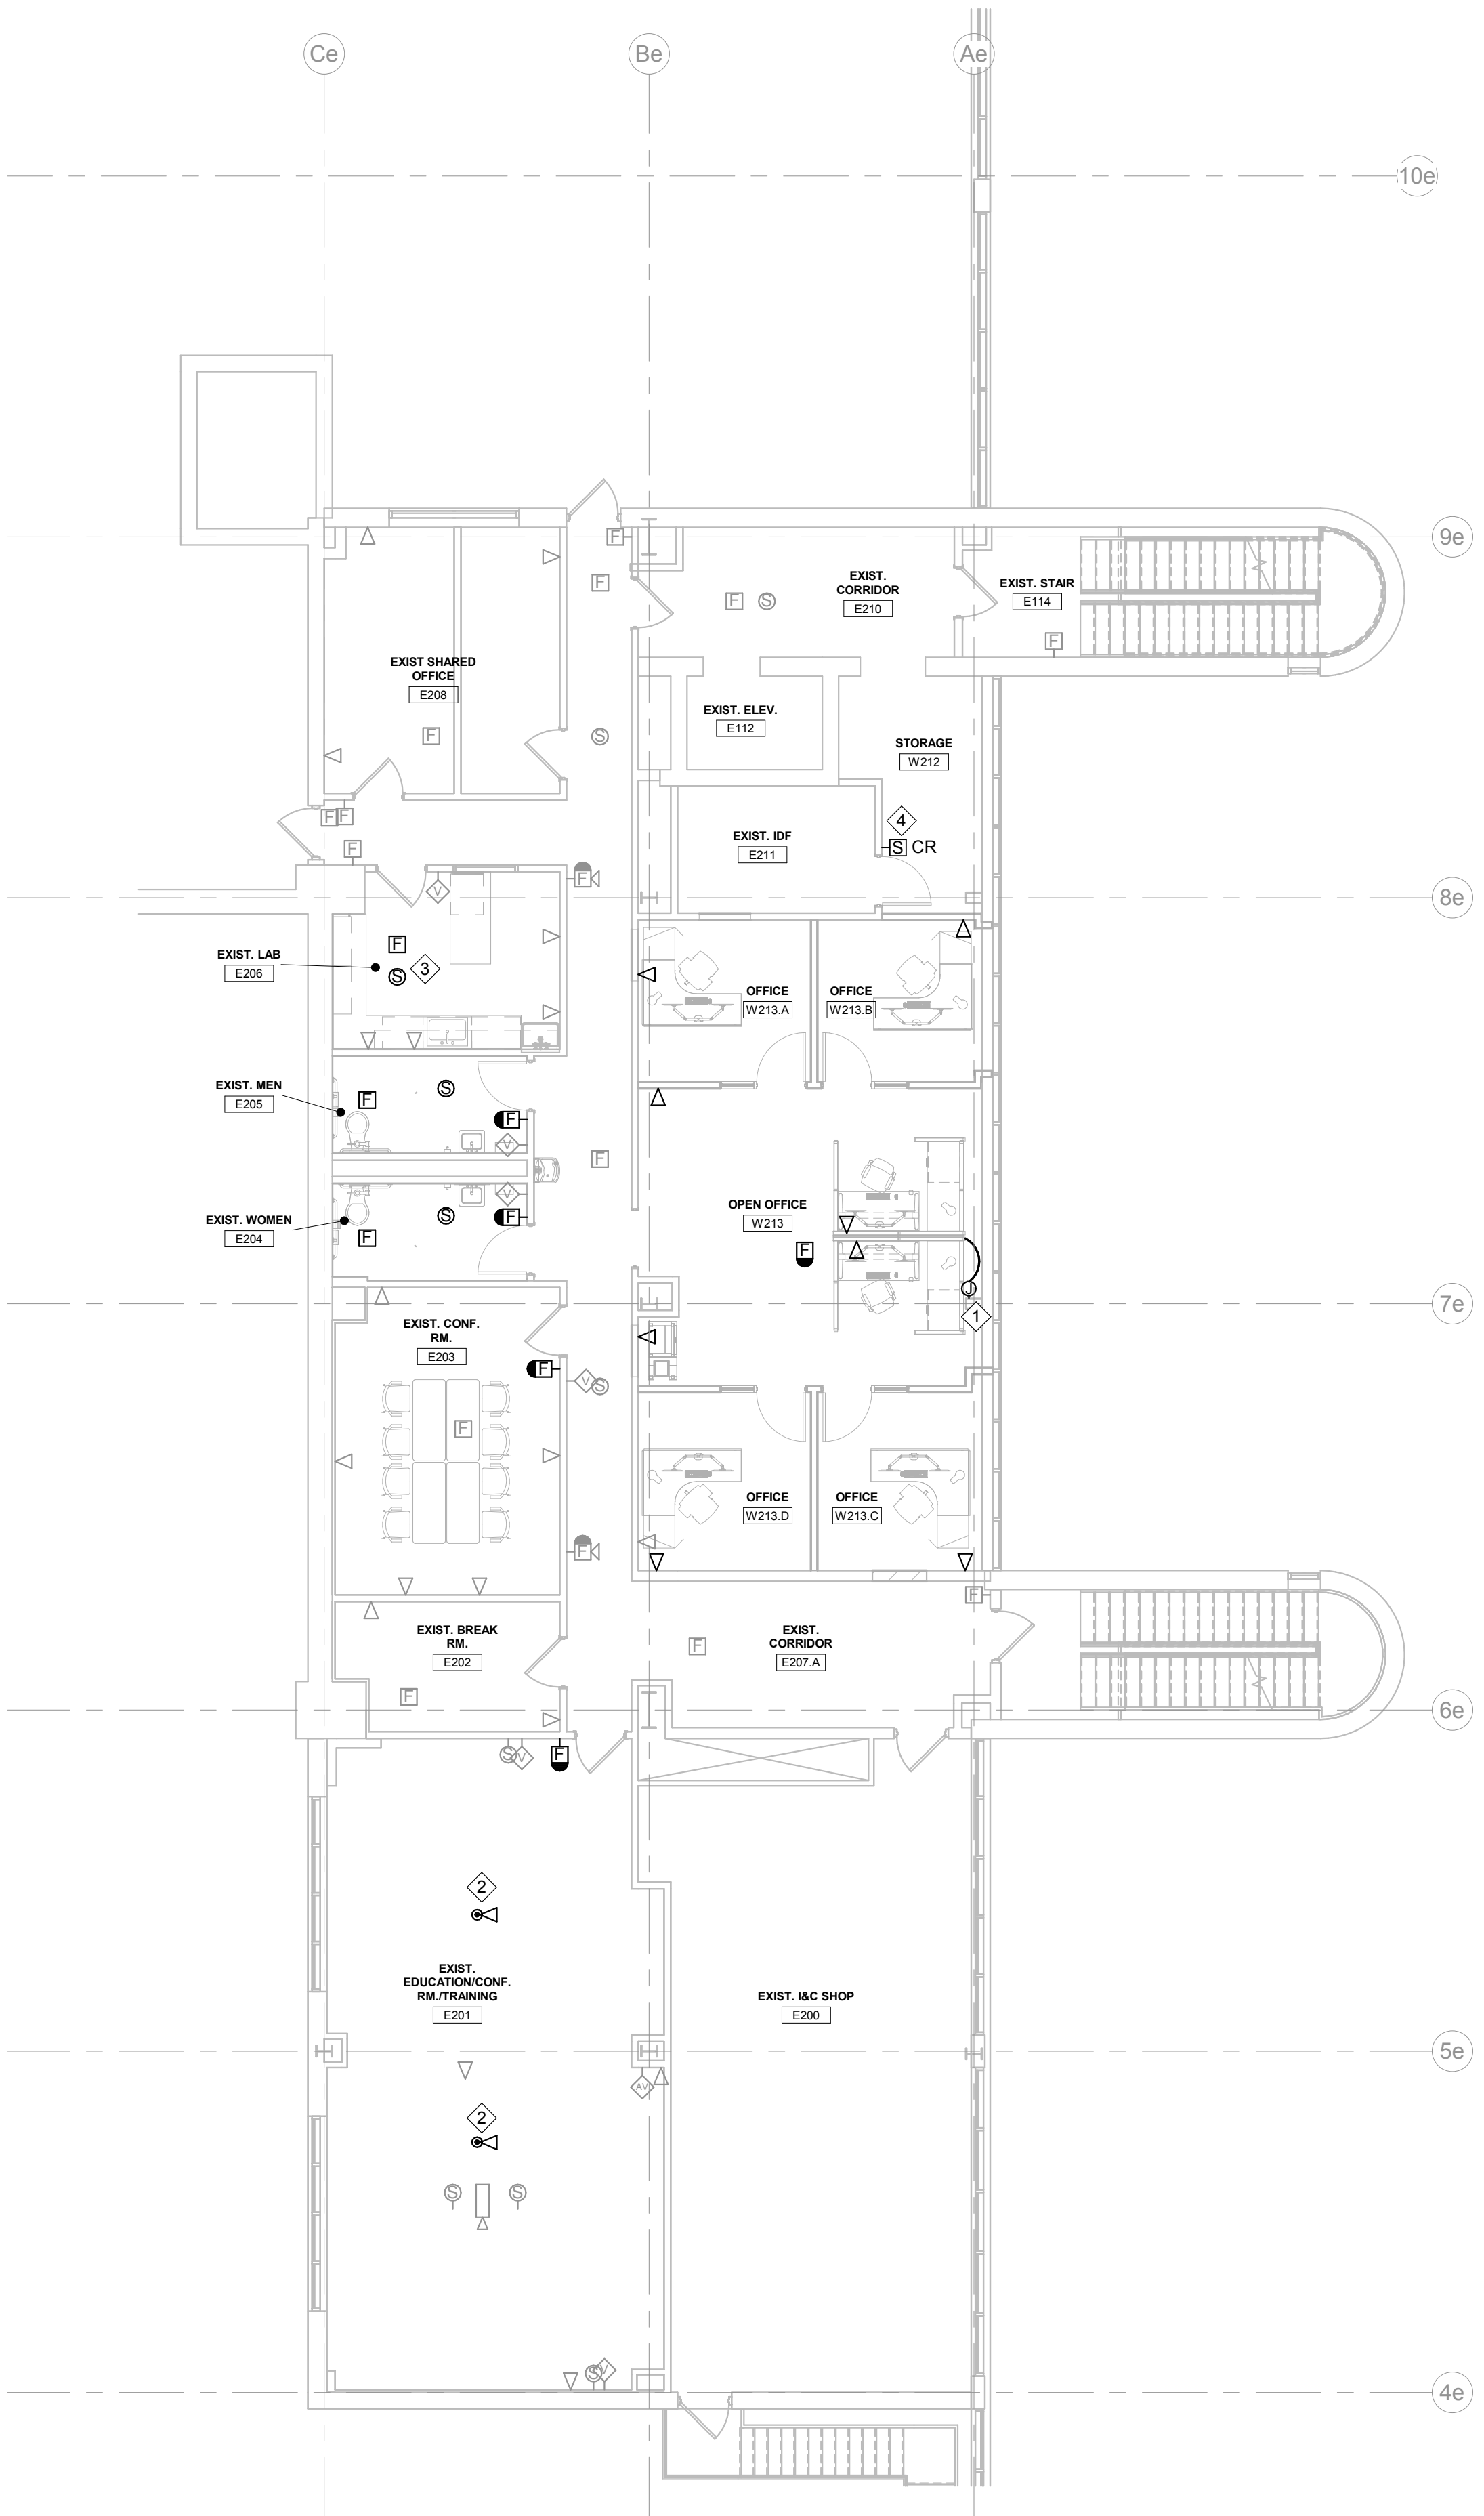 Ce
Be
Ae
10e
9e
F
F
F
S
EXIST.
CORRIDOR
E210
EXIST. STAIR
E114
F
EXIST SHARED
OFFICE
E208
F
S
EXIST. ELEV.
E112
STORAGE
W212
F
F
F
EXIST. IDF
E211
4
S CR
F
V
8e
EXIST. LAB
E206
F
S
3
OFFICE
W213.A
OFFICE
W213.B
EXIST. MEN
E205
F
S
F
V
F
V
F
EXIST. WOMEN
E204
F
S
OPEN OFFICE
W213
F
J
1
7e
EXIST. CONF.
RM.
E203
F
V
S
F
OFFICE
W213.D
OFFICE
W213.C
F
F
EXIST. BREAK
RM.
E202
F
F
EXIST.
CORRIDOR
E207.A
6e
S
V
F
2
EXIST.
EDUCATION/CONF.
RM./TRAINING
E201
EXIST. I&C SHOP
E200
5e
AV
2
S
S
S
V
4e